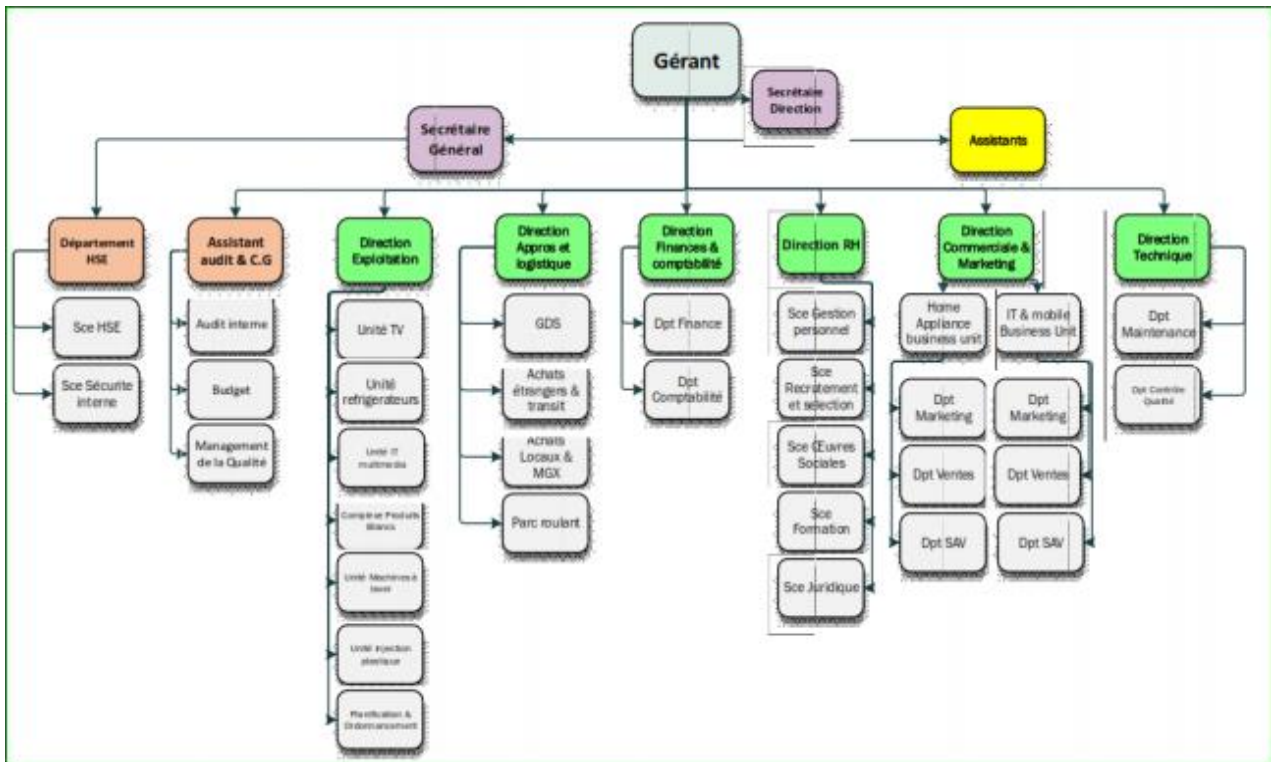 Gérant
Secrétaire
Direction
Sécrétaire
Général
Assistants
Département
HSE
Assistant
audit & C.G
Direction
Exploitation
Direction
Appros et
logistique
Direction
Finances &
comptabilité
Direction RH
Direction
Commerciale &
Marketing
Direction
Technique
Sce HSE
Sce Sécurite
interne
Audit interne
Budget
Management
de la Qualité
Unité TV
Unité
refrigerateurs
Unité IT
multimedia
Complexe Produits
Blancs
Unité Machines à
laver
Unité injection
plastique
Planification &
Ordonnancement
GDS
Achats
étrangers &
transit
Achats
Locaux &
MGX
Parc roulant
Dpt Finance
Dpt
Comptabilité
Sce Gestion
personnel
Sce
Recrutement
et sélection
Sce Œuvres
Sociales
Sce
Formation
Sce Juridique
Home
Appliance
business unit
Dpt
Marketing
Dpt Ventes
Dpt SAV
IT & mobile
Business Unit
Dpt
Marketing
Dpt Ventes
Dpt SAV
Dpt
Maintenance
Dpt Contrôle
Qualité